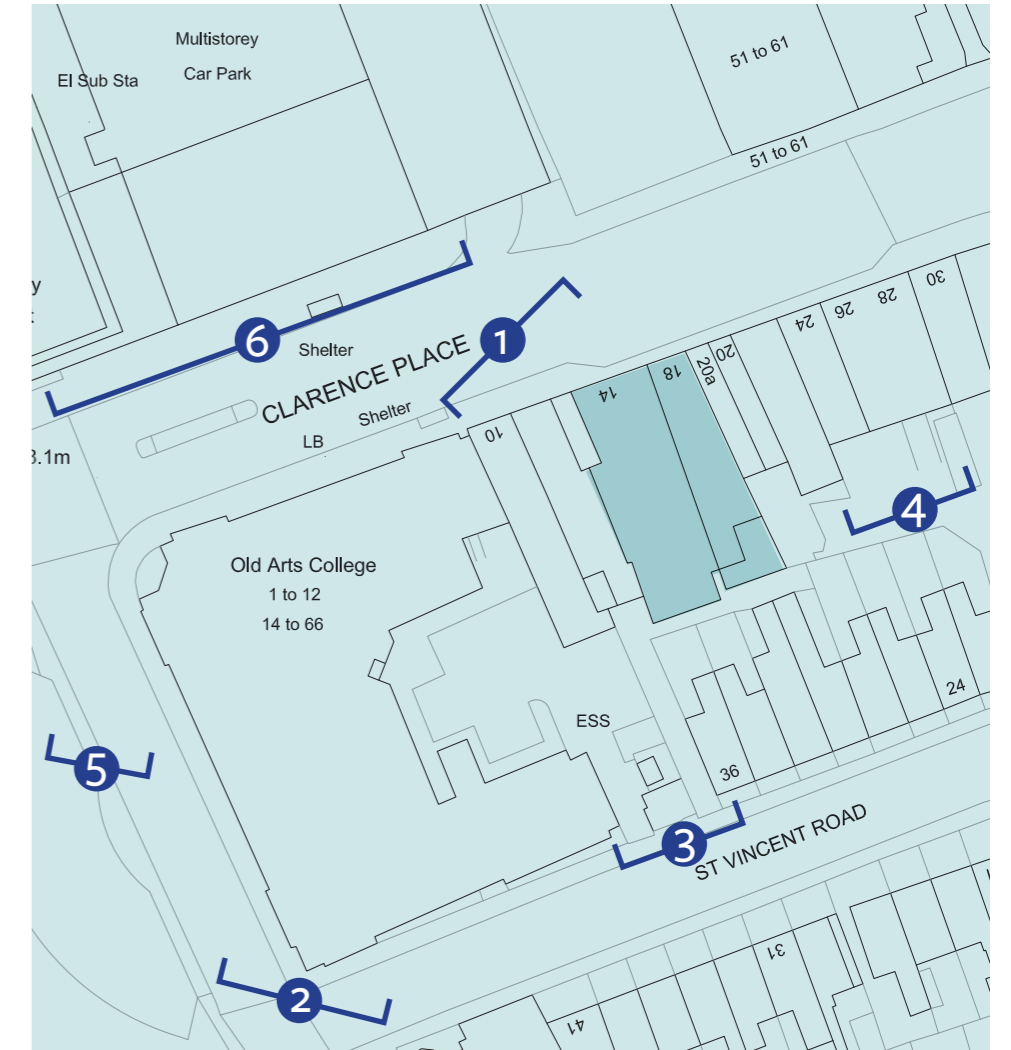 Multistorey
Car Park
El Sub Sta
51 to 61
51 to 61
y
t
6
Shelter
1
CLARENCE PLACE
Shelter
LB
3.1m
10
14
18
20a
20
24
26
28
30
4
Old Arts College
1 to 12
14 to 66
ESS
24
36
5
3
ST VINCENT ROAD
2
31
41